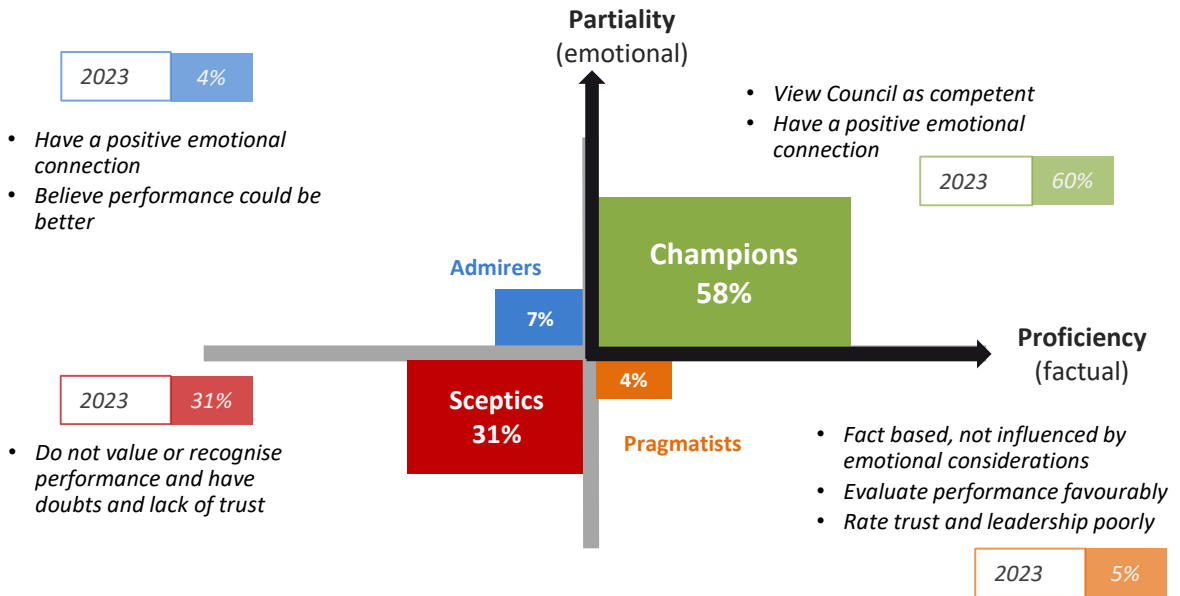 Partiality
(emotional)
2023 4%
• Have a positive emotional
connection
• Believe performance could be
better
• View Council as competent
• Have a positive emotional
connection
2023 60%
Admirers
7%
Champions
58%
Proficiency
(factual)
2023 31%
• Do not value or recognise
performance and have
doubts and lack of trust
Sceptics
31%
4%
Pragmatists
• Fact based, not influenced by
emotional considerations
• Evaluate performance favourably
• Rate trust and leadership poorly
2023 5%